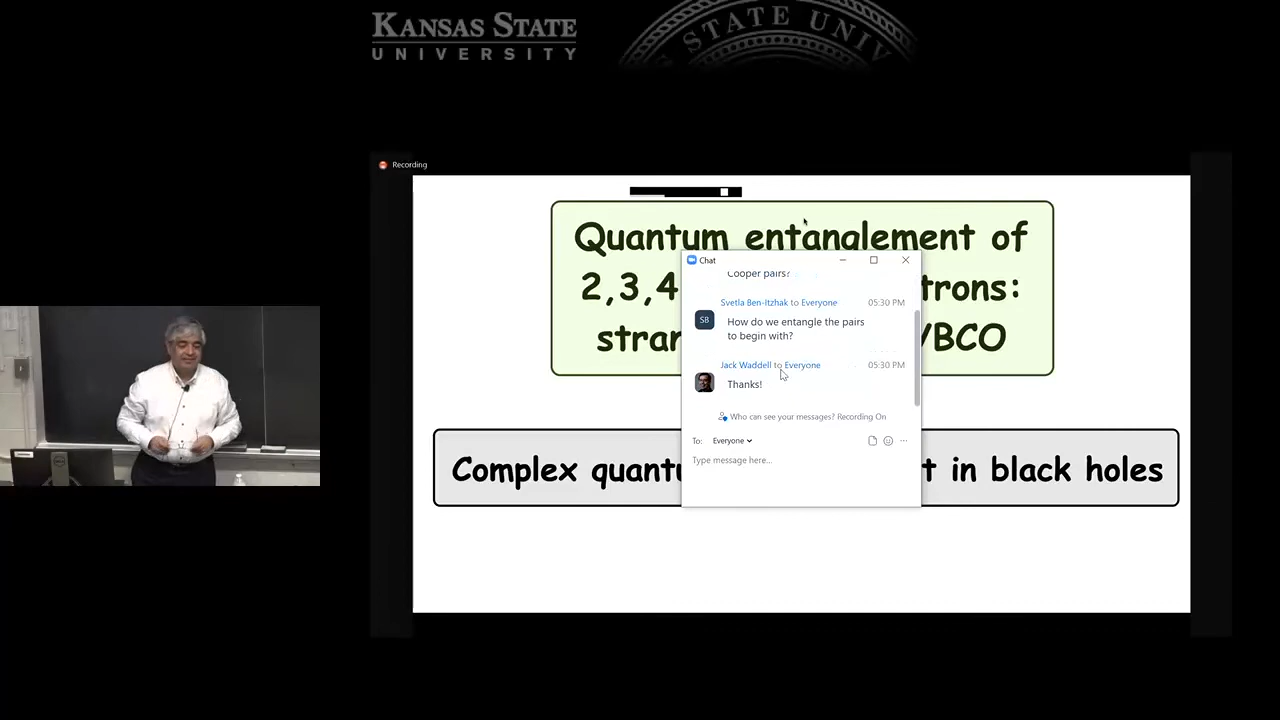 KANSAS STATE
UNIVERSITY
STATE UNIV
Recording
Quantum entanglement of
2,3,4
trons:
stran
YBCO
Complex quantu
t in black holes
Chat
Cooper pairs?
Svetla Ben-Itzhak to Everyone 05:30 PM
SB
How do we entangle the pairs
to begin with?
Jack Waddell to Everyone 05:30 PM
Thanks!
Who can see your messages? Recording On
To: Everyone
Type message here...
DELL